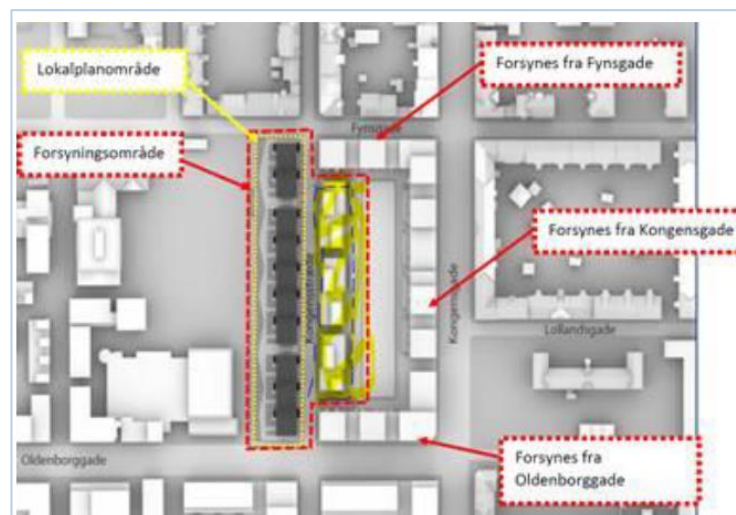 Lokalplanområde
Forsynes fra Fynsgade
Fynsgade
Forsyningsområde
Forsynes fra Kongensgade
Kongensgade
Lollandsgade
Oldenborggade
Forsynes fra
Oldenborggade